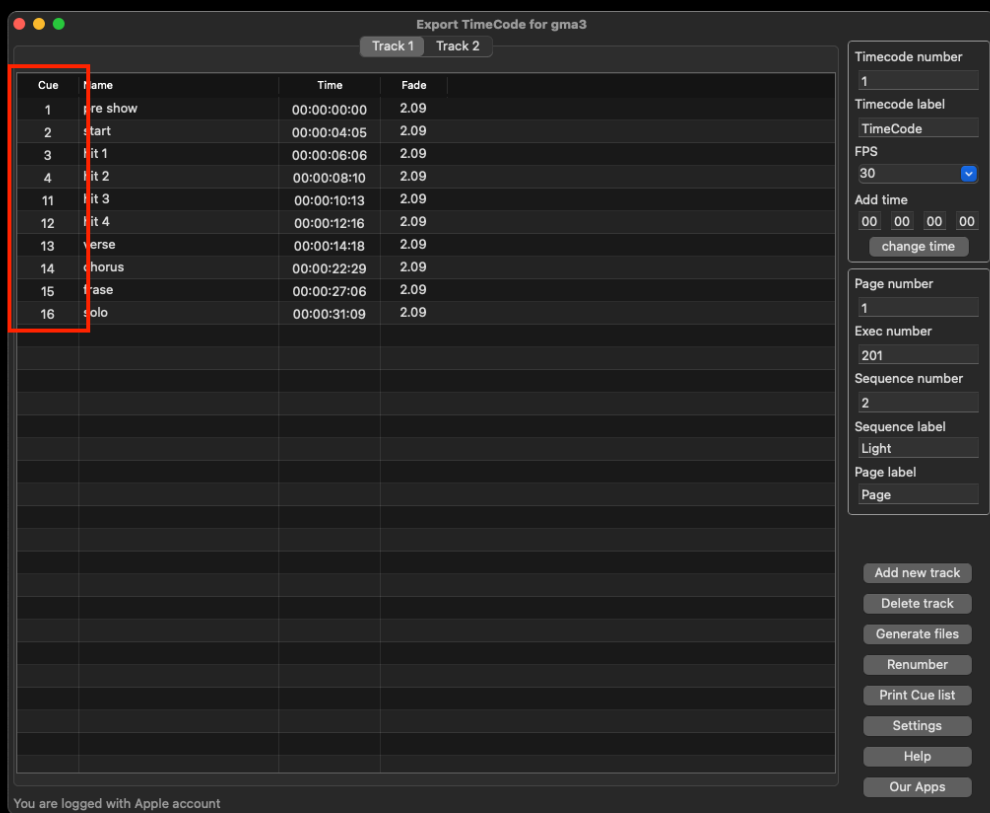 Export TimeCode for gma3
Track 1 Track 2
Cue Name Time Fade
1 pre show 00:00:00:00 2.09
2 start 00:00:04:05 2.09
3 hit 1 00:00:06:06 2.09
4 hit 2 00:00:08:10 2.09
11 hit 3 00:00:10:13 2.09
12 hit 4 00:00:12:16 2.09
13 verse 00:00:14:18 2.09
14 chorus 00:00:22:29 2.09
15 frase 00:00:27:06 2.09
16 solo 00:00:31:09 2.09
Timecode number
1
Timecode label
TimeCode
FPS
30
Add time
00 00 00 00
change time
Page number
1
Exec number
201
Sequence number
2
Sequence label
Light
Page label
Page
Add new track
Delete track
Generate files
Renumber
Print Cue list
Settings
Help
Our Apps
You are logged with Apple account